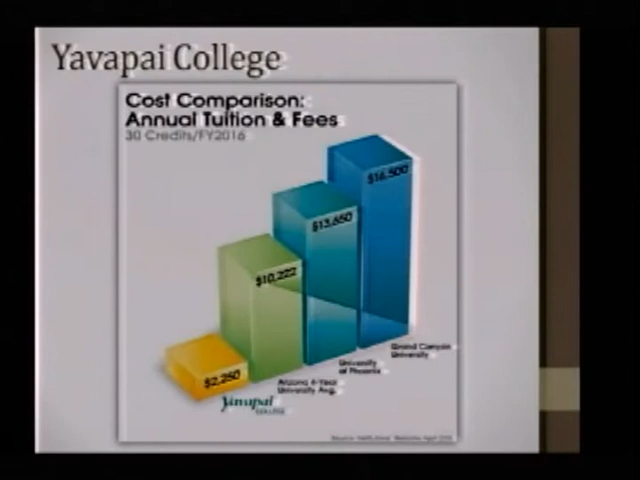 Yavapai College
Cost Comparison:
Annual Tuition & Fees
30 Credits/FY2016
$16,500
$13,650
$10,222
$2,250
Grand Canyon
University
University
of Phoenix
Arizona 4-Year
University Avg.
Yavapai
COLLEGE